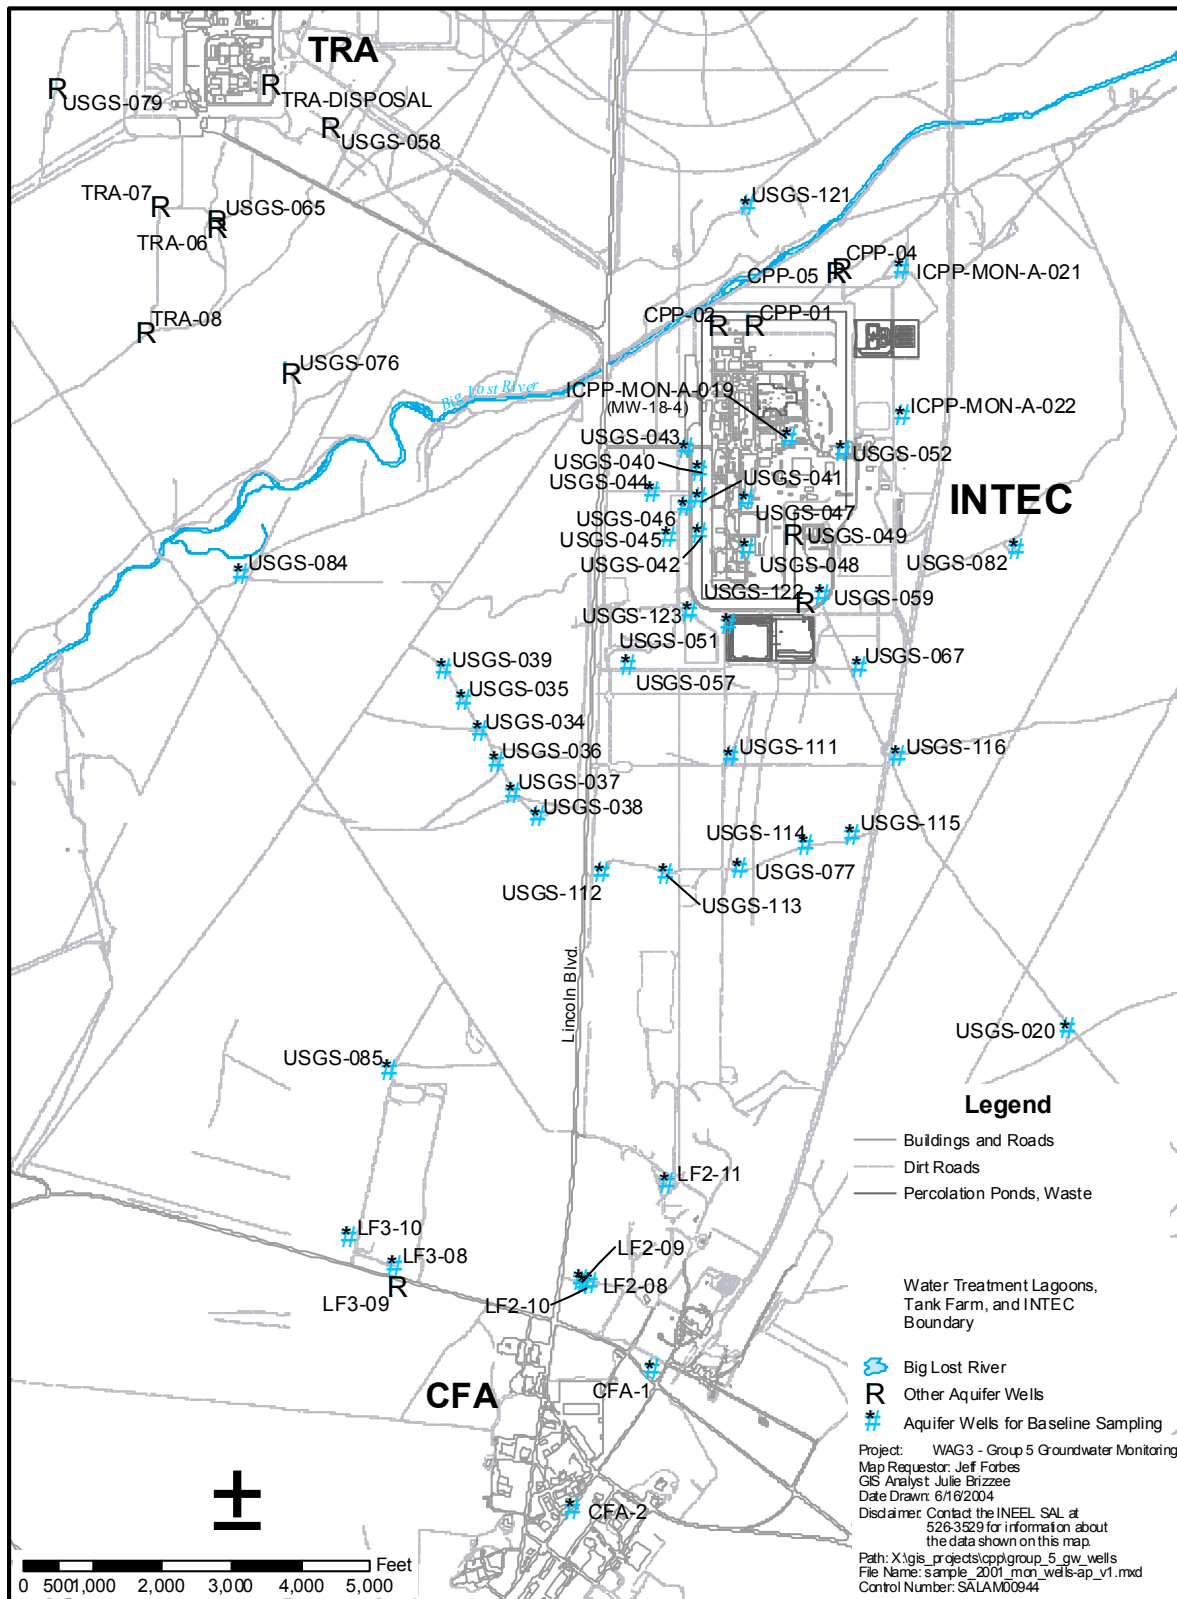 TRA
R
USGS-079
R
TRA-DISPOSAL
R
USGS-058
TRA-07
R
R
USGS-065
TRA-06
R
*#
USGS-121
CPP-04
R
CPP-05
R
*#
ICPP-MON-A-021
TRA-08
R
CPP-02
R
CPP-01
R
USGS-076
R
Big Lost River
ICPP-MON-A-019
(MW-18-4)
ICPP-MON-A-022
USGS-043
USGS-052
USGS-040
USGS-044
USGS-041
INTEC
USGS-046
USGS-047
USGS-045
R
USGS-049
USGS-042
USGS-048
USGS-082
USGS-084
USGS-122
R
USGS-059
USGS-123
USGS-051
USGS-039
USGS-067
USGS-057
USGS-035
USGS-034
USGS-036
USGS-111
USGS-116
USGS-037
USGS-038
USGS-114
USGS-115
USGS-112
USGS-077
USGS-113
Lincoln Blvd.
USGS-020
USGS-085
Legend
Buildings and Roads
Dirt Roads
Percolation Ponds, Waste
Water Treatment Lagoons,
Tank Farm, and INTEC
Boundary
Big Lost River
R Other Aquifer Wells
*# Aquifer Wells for Baseline Sampling
LF2-11
LF3-10
LF3-08
LF2-09
LF3-09
R
LF2-10
LF2-08
CFA
CFA-1
CFA-2
±
Feet
0 500 1,000 2,000 3,000 4,000 5,000
Project: WAG 3 - Group 5 Groundwater Monitoring
Map Requestor: Jeff Forbes
GIS Analyst: Julie Brizzee
Date Drawn: 6/16/2004
Disclaimer: Contact the INEEL SAL at
526-3529 for information about
the data shown on this map.
Path: X:\gis_projects\cpp\group_5_gw_wells
File Name: sample_2001_mon_wells-ap_v1.mxd
Control Number: SALAM00944